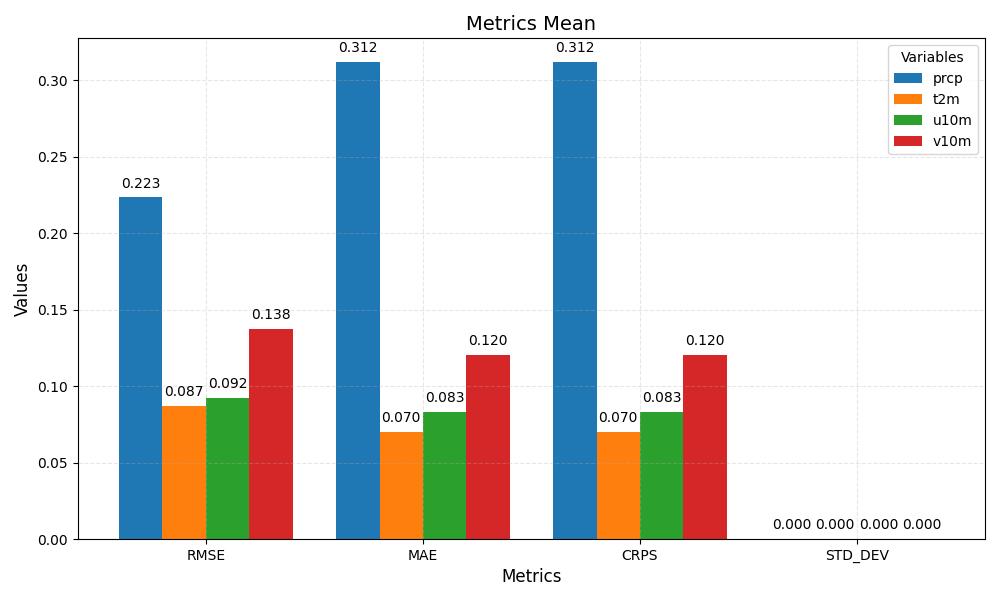 Metrics Mean
Values
0.30
0.25
0.20
0.15
0.10
0.05
0.00
0.223
0.087
0.092
0.138
0.312
0.070
0.083
0.120
0.312
0.070
0.083
0.120
0.000 0.000 0.000 0.000
Variables
prcp
t2m
u10m
v10m
RMSE MAE CRPS STD_DEV
Metrics